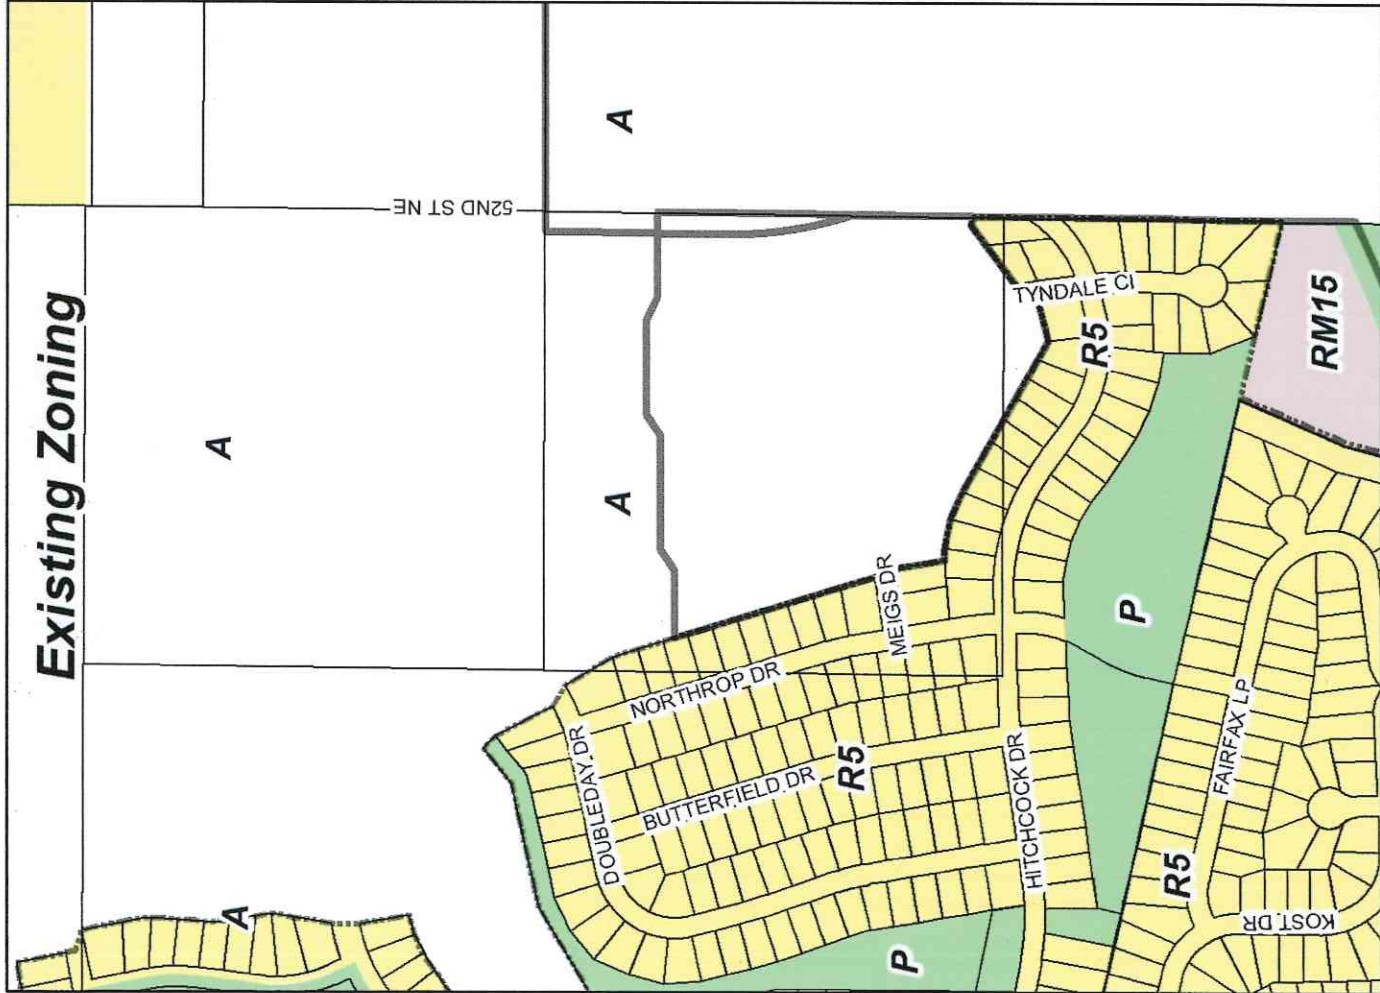 Existing Zoning
A
A
52ND ST NE
A
A
TYNDALE CI
R5
RM15
MEIGS DR
NORTHROP DR
P
DOUBLEDAY DR
BUTTERFIELD DR
R5
HITCHCOCK DR
FAIRFAX LP
R5
KOST DR
P